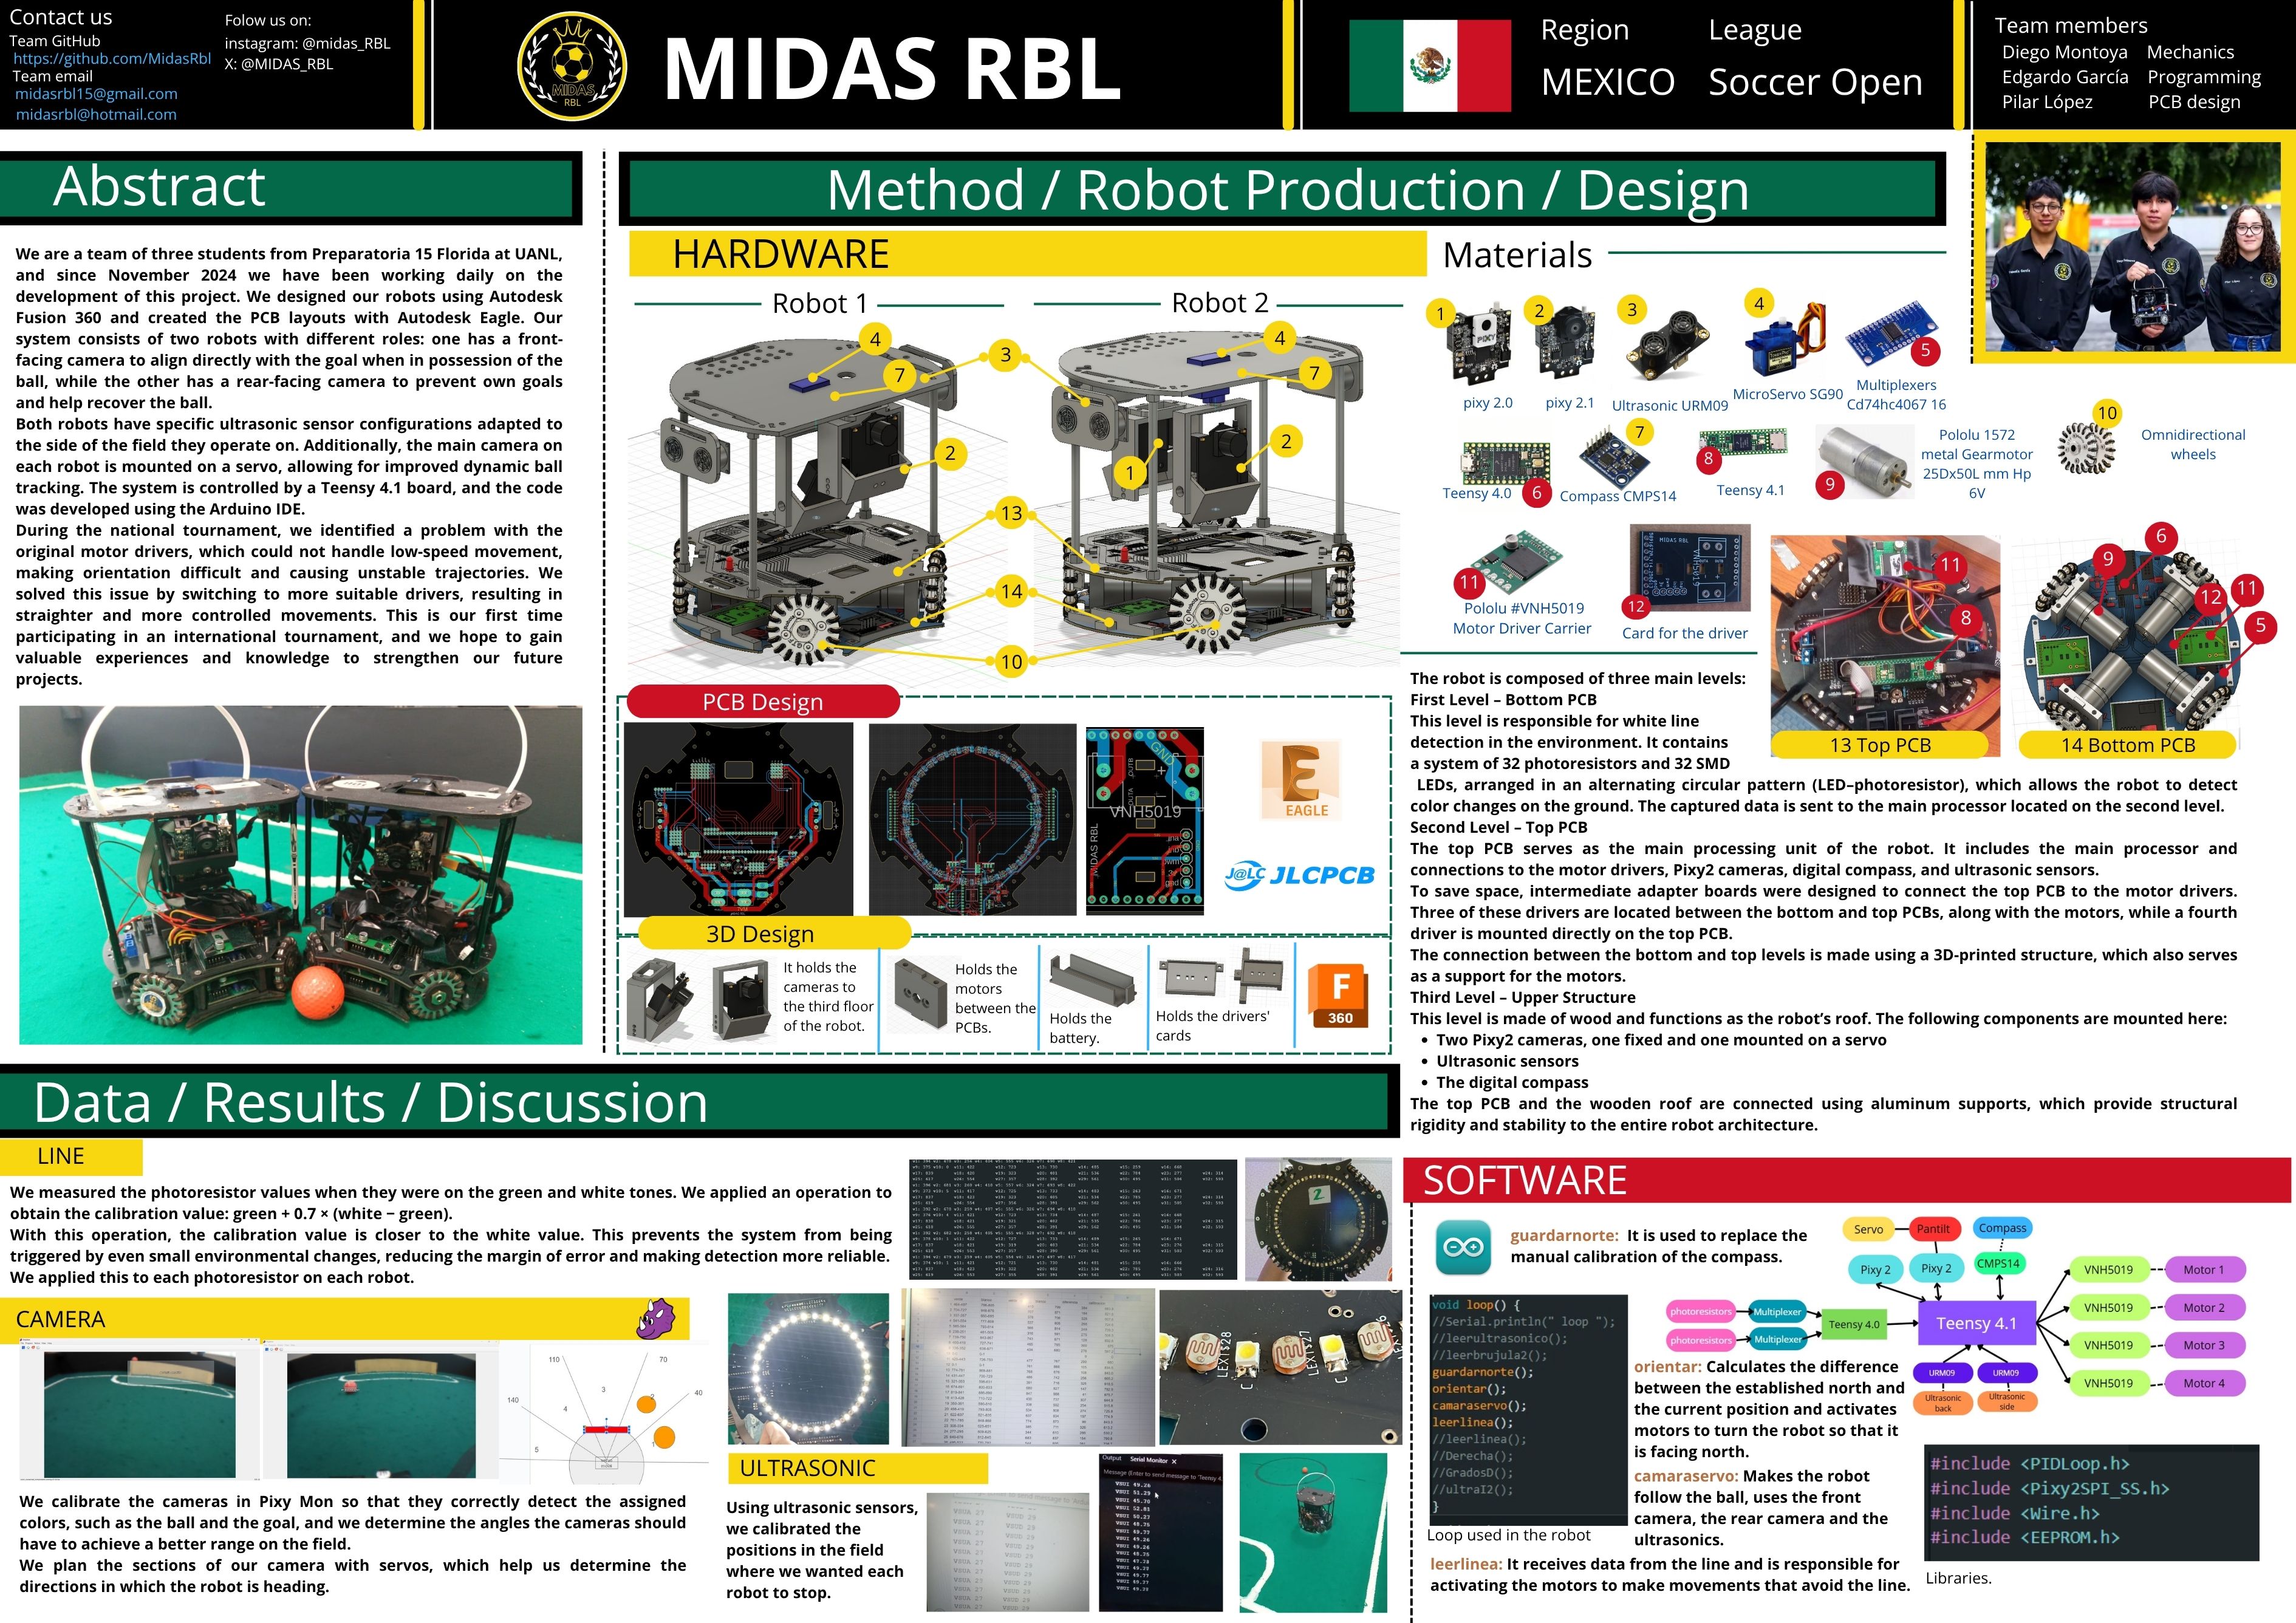 Contact us
Team GitHub
https://github.com/MidasRbl
Team email
midasrbl15@gmail.com
midasrbl@hotmail.com
Folow us on:
instagram: @midas_RBL
X: @MIDAS_RBL
MIDAS
RBL
MIDAS RBL
Region
MEXICO
League
Soccer Open
Team members
Diego Montoya Mechanics
Edgardo García Programming
Pilar López PCB design
Abstract
We are a team of three students from Preparatoria 15 Florida at UANL,
and since November 2024 we have been working daily on the
development of this project. We designed our robots using Autodesk
Fusion 360 and created the PCB layouts with Autodesk Eagle. Our
system consists of two robots with different roles: one has a front-
facing camera to align directly with the goal when in possession of the
ball, while the other has a rear-facing camera to prevent own goals
and help recover the ball.
Both robots have specific ultrasonic sensor configurations adapted to
the side of the field they operate on. Additionally, the main camera on
each robot is mounted on a servo, allowing for improved dynamic ball
tracking. The system is controlled by a Teensy 4.1 board, and the code
was developed using the Arduino IDE.
During the national tournament, we identified a problem with the
original motor drivers, which could not handle low-speed movement,
making orientation difficult and causing unstable trajectories. We
solved this issue by switching to more suitable drivers, resulting in
straighter and more controlled movements. This is our first time
participating in an international tournament, and we hope to gain
valuable experiences and knowledge to strengthen our future
projects.
Method / Robot Production / Design
HARDWARE
Robot 1
Robot 2
4
7
3
2
4
7
1
2
13
14
10
Materials
1
pixy 2.0
2
pixy 2.1
3
Ultrasonic URM09
4
MicroServo SG90
5
Multiplexers
Cd74hc4067 16
Teensy 4.0
6
7
Compass CMPS14
8
Teensy 4.1
9
Pololu 1572
metal Gearmotor
25Dx50L mm Hp
6V
10
Omnidirectional
wheels
11
Pololu #VNH5019
Motor Driver Carrier
MIDAS RBL
VNH5019
12
Card for the driver
11
8
13 Top PCB
9
6
12
11
5
14 Bottom PCB
PCB Design
GND
OUTB
OUTA
VNH5019
MIDAS RBL
EAGLE
J@LC JLCPCB
3D Design
It holds the
cameras to
the third floor
of the robot.
Holds the
motors
between the
PCBs.
Holds the
battery.
Holds the drivers'
cards
F
360
The robot is composed of three main levels:
First Level – Bottom PCB
This level is responsible for white line
detection in the environment. It contains
a system of 32 photoresistors and 32 SMD
LEDs, arranged in an alternating circular pattern (LED–photoresistor), which allows the robot to detect
color changes on the ground. The captured data is sent to the main processor located on the second level.
Second Level – Top PCB
The top PCB serves as the main processing unit of the robot. It includes the main processor and
connections to the motor drivers, Pixy2 cameras, digital compass, and ultrasonic sensors.
To save space, intermediate adapter boards were designed to connect the top PCB to the motor drivers.
Three of these drivers are located between the bottom and top PCBs, along with the motors, while a fourth
driver is mounted directly on the top PCB.
The connection between the bottom and top levels is made using a 3D-printed structure, which also serves
as a support for the motors.
Third Level – Upper Structure
This level is made of wood and functions as the robot’s roof. The following components are mounted here:
• Two Pixy2 cameras, one fixed and one mounted on a servo
• Ultrasonic sensors
• The digital compass
The top PCB and the wooden roof are connected using aluminum supports, which provide structural
rigidity and stability to the entire robot architecture.
Data / Results / Discussion
LINE
We measured the photoresistor values when they were on the green and white tones. We applied an operation to
obtain the calibration value: green + 0.7 × (white − green).
With this operation, the calibration value is closer to the white value. This prevents the system from being
triggered by even small environmental changes, reducing the margin of error and making detection more reliable.
We applied this to each photoresistor on each robot.
2
CAMERA
110
70
140
40
3
4
2
5
1
We calibrate the cameras in Pixy Mon so that they correctly detect the assigned
colors, such as the ball and the goal, and we determine the angles the cameras should
have to achieve a better range on the field.
We plan the sections of our camera with servos, which help us determine the
directions in which the robot is heading.
LEXT$28
LEXT$27
ULTRASONIC
Using ultrasonic sensors,
we calibrated the
positions in the field
where we wanted each
robot to stop.
Output Serial Monitor
SOFTWARE
guardarnorte: It is used to replace the
manual calibration of the compass.
void loop() {
//Serial.println(" loop ");
//leerultrasonico();
//leerbrujula2();
guardarnorte();
orientar();
camaraservo();
leerlinea();
//leerlinea();
//Derecha();
//GradosD();
//ultraI2();
}
Loop used in the robot
orientar: Calculates the difference
between the established north and
the current position and activates
motors to turn the robot so that it
is facing north.
camaraservo: Makes the robot
follow the ball, uses the front
camera, the rear camera and the
ultrasonics.
leerlinea: It receives data from the line and is responsible for
activating the motors to make movements that avoid the line.
Servo
Pantilt
Compass
Pixy 2
Pixy 2
CMPS14
photoresistors
Multiplexer
photoresistors
Multiplexer
Teensy 4.0
Teensy 4.1
VNH5019
Motor 1
VNH5019
Motor 2
VNH5019
Motor 3
VNH5019
Motor 4
URM09
URM09
Ultrasonic
back
Ultrasonic
side
#include <PIDLoop.h>
#include <Pixy2SPI_SS.h>
#include <Wire.h>
#include <EEPROM.h>
Libraries.